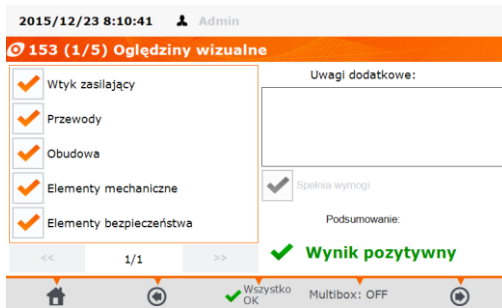 2015/12/23 8:10:41 Admin
153 (1/5) Oględziny wizualne
Wtyk zasilający
Przewody
Obudowa
Elementy mechaniczne
Elementy bezpieczeństwa
<< 1/1 >>
Uwagi dodatkowe:
Spełnia wymogi
Podsumowanie:
Wynik pozytywny
Wszystko OK
Multibox: OFF